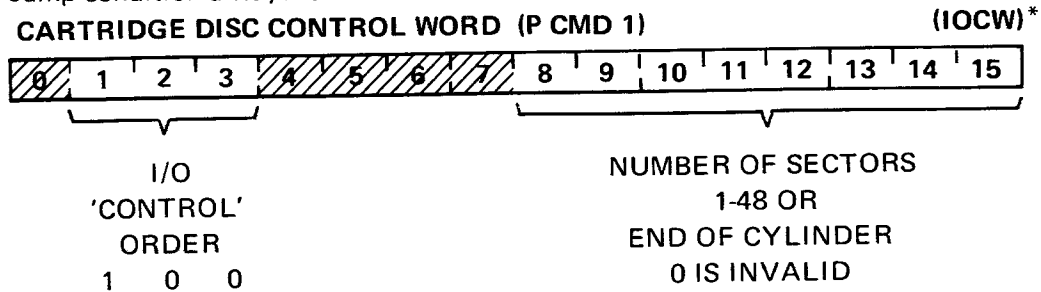 CARTRIDGE DISC CONTROL WORD (P CMD 1) (IOCW)*
0 1 2 3 4 5 6 7 8 9 10 11 12 13 14 15
I/O NUMBER OF SECTORS
'CONTROL' 1-48 OR
ORDER END OF CYLINDER
1 0 0 0 IS INVALID